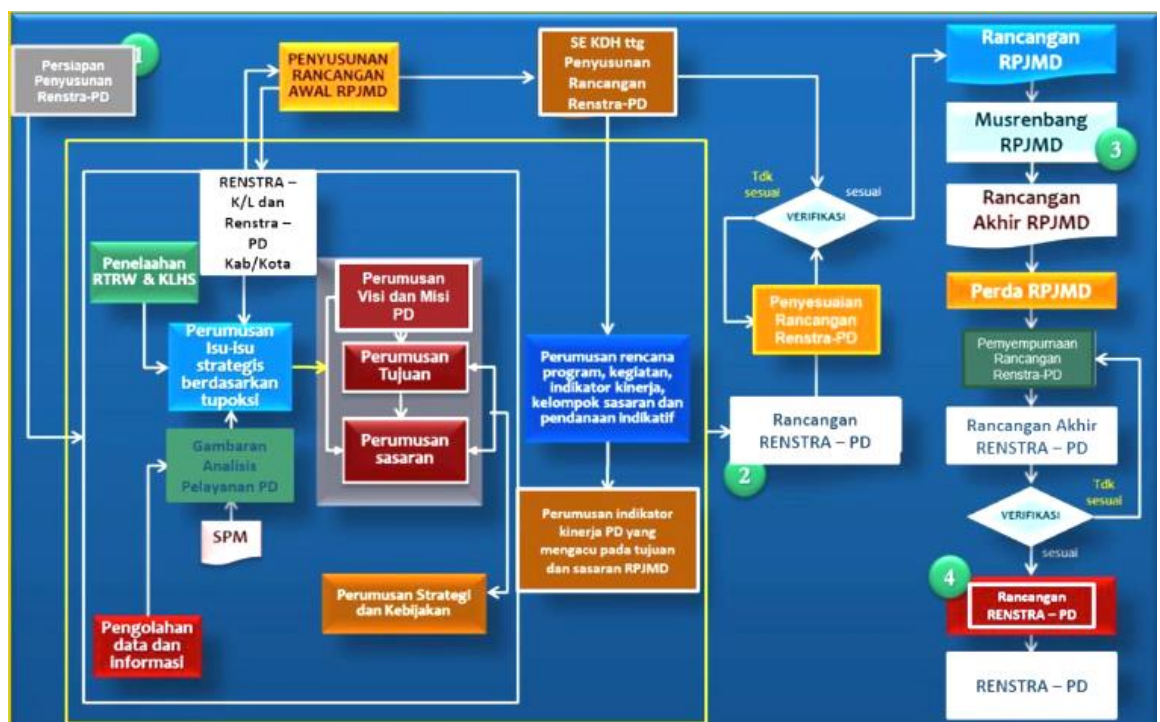 1
Persiapan
Penyusunan
Renstra-PD
PENYUSUNAN
RANCANGAN
AWAL RPJMD
SE KDH ttg
Penyusunan
Rancangan
Renstra-PD
RENSTRA –
K/L dan
Renstra –
PD
Kab/Kota
Penelaahan
RTRW & KLHS
Perumusan
Isu-isu
strategis
berdasarkan
tupoksi
Gambaran
Analisis
Pelayanan PD
SPM
Pengolahan
data dan
informasi
Perumusan
Visi dan Misi
PD
Perumusan
Tujuan
Perumusan
sasaran
Perumusan Strategi
dan Kebijakan
Perumusan rencana
program, kegiatan,
indikator kinerja,
kelompok sasaran dan
pendanaan indikatif
Perumusan indikator
kinerja PD yang
mengacu pada tujuan
dan sasaran RPJMD
2
Rancangan
RENSTRA – PD
Penyesuaian
Rancangan
Renstra-PD
Tdk
sesuai
VERIFIKASI
sesuai
Rancangan
RPJMD
Musrenbang
RPJMD
3
Rancangan
Akhir RPJMD
Perda RPJMD
Pemyempurnaan
Rancangan
Renstra-PD
Rancangan Akhir
RENSTRA – PD
Tdk
sesuai
VERIFIKASI
sesuai
4
Rancangan
RENSTRA – PD
RENSTRA – PD